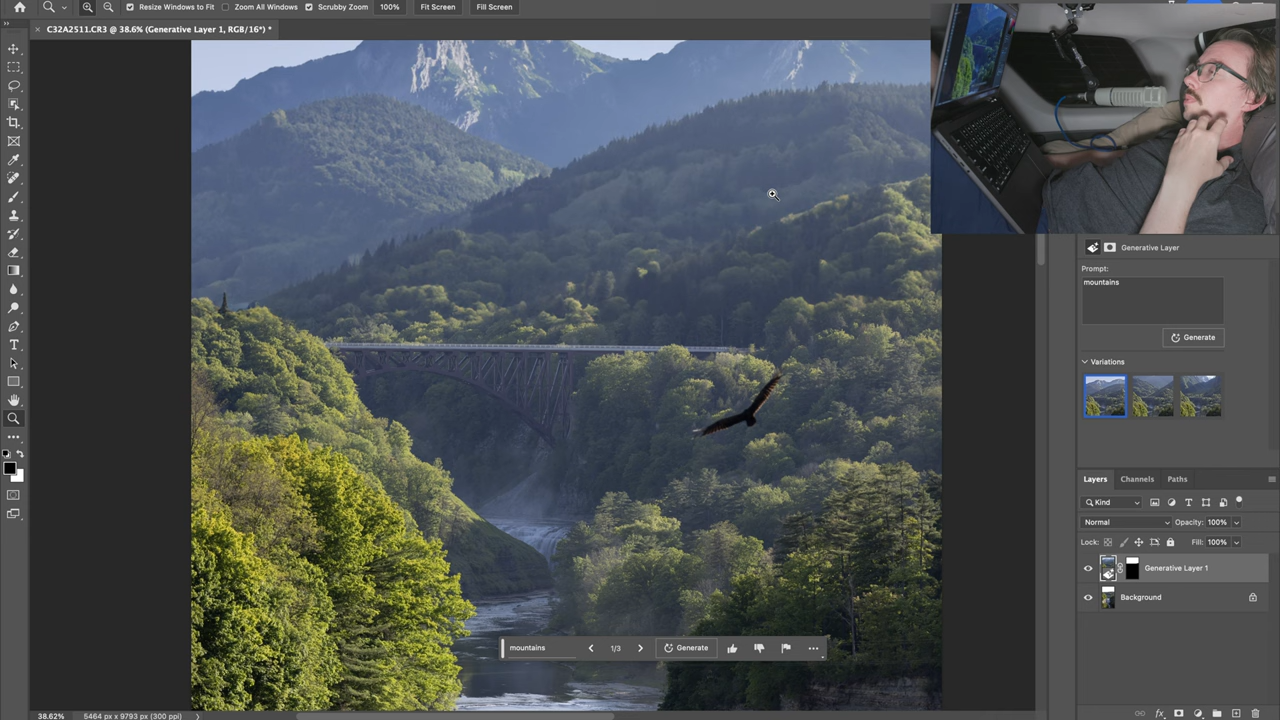 Resize Windows to Fit Zoom All Windows Scrubby Zoom 100% Fit Screen Fill Screen
C32A2511.CR3 @ 38.6% (Generative Layer 1, RGB/16*) *
Generative Layer
Prompt:
mountains
Generate
Variations
Layers Channels Paths
Kind
Normal Opacity: 100%
Lock: Fill: 100%
Generative Layer 1
Background
mountains 1/3 Generate
38.62% 5464 px x 9793 px (300 ppi)